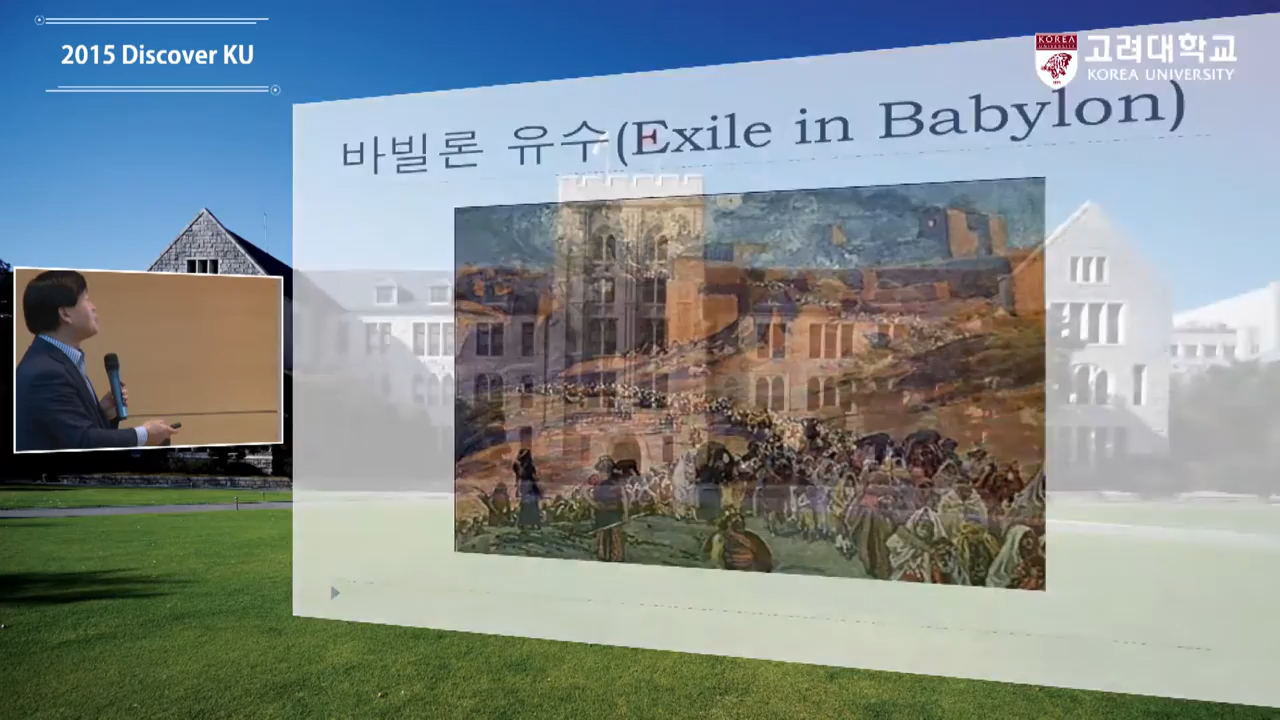 2015 Discover KU
KOREA
UNIVERSITY
고려대학교
KOREA UNIVERSITY
바빌론 유수(Exile in Babylon)